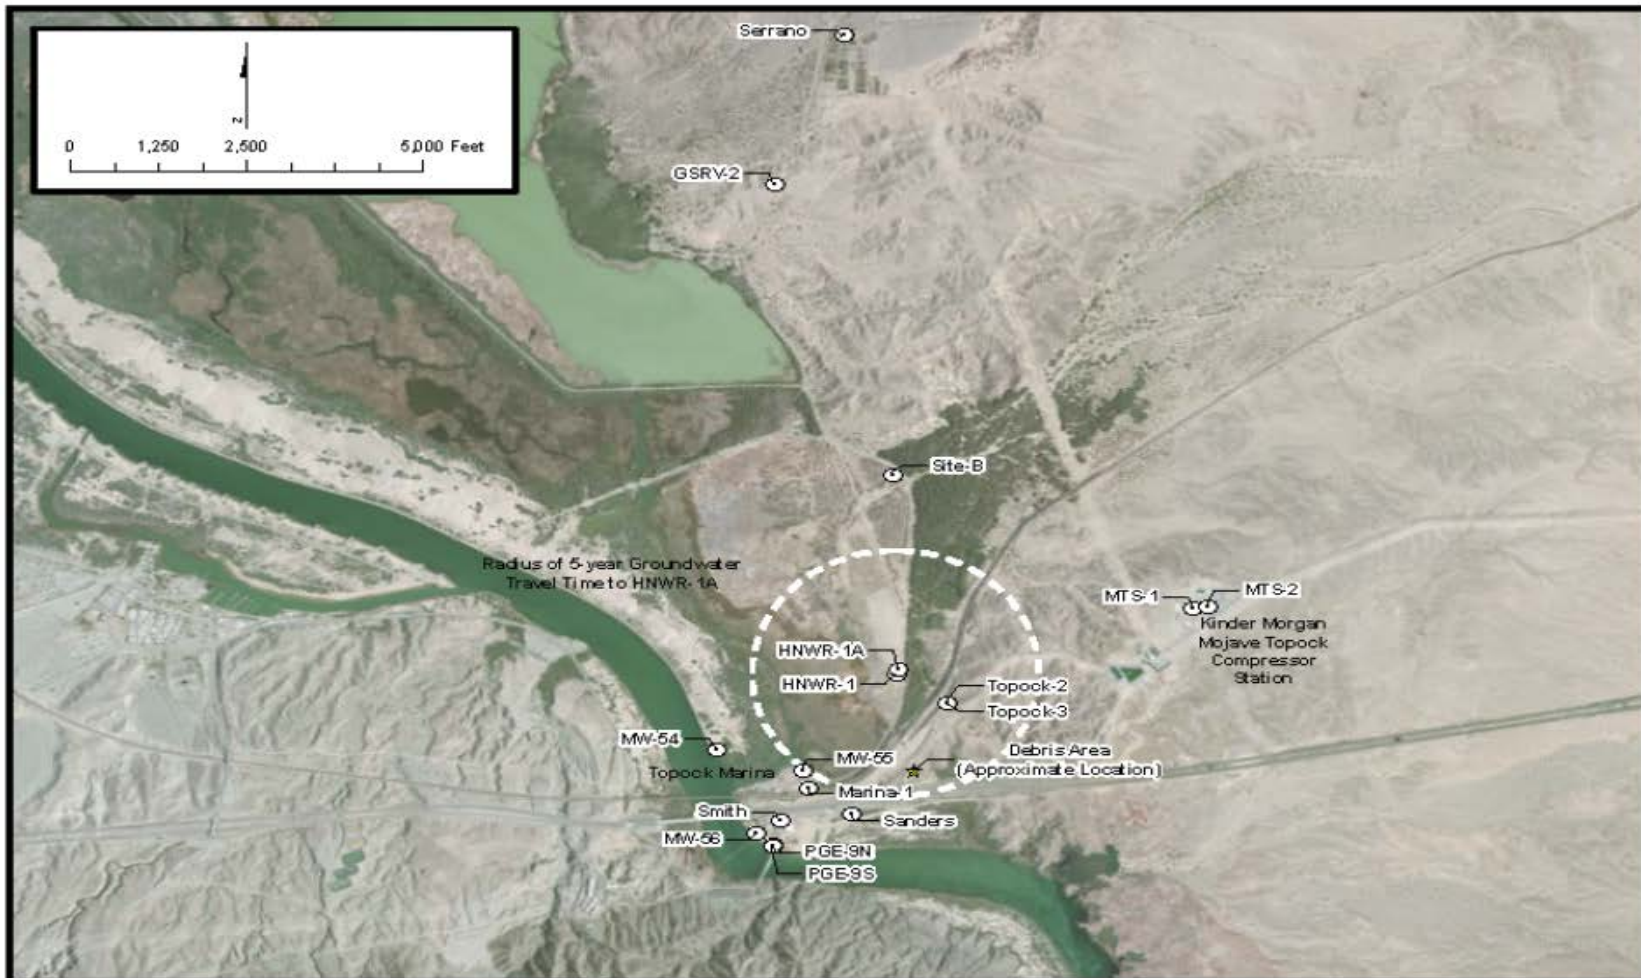 Serrano
N
0 1,250 2,500 5,000 Feet
GSRV-2
Site-B
Radius of 5-year Groundwater
Travel Time to HNWR-1A
MTS-1
MTS-2
Kinder Morgan
Mojave Topock
Compressor
Station
HNWR-1A
HNWR-1
Topock-2
Topock-3
MW-54
Topock Marina
MW-55
Debris Area
(Approximate Location)
Marina-1
Smith
Sanders
MW-56
PGE-9N
PGE-9S